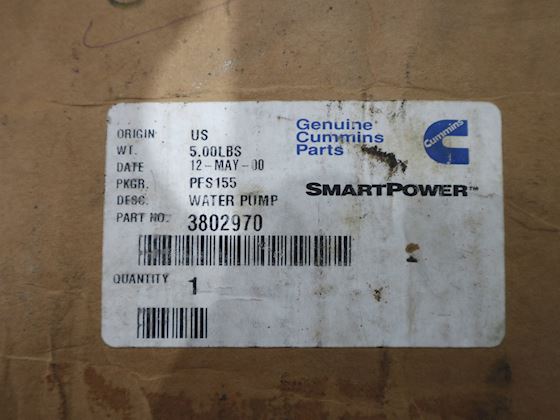 ORIGIN US
WT. 5.00LBS
DATE 12-MAY-00
PKGR. PFS155
DESC. WATER PUMP
PART NO. 3802970
QUANTITY 1
Genuine
Cummins
Parts
Cummins
SMARTPOWER™